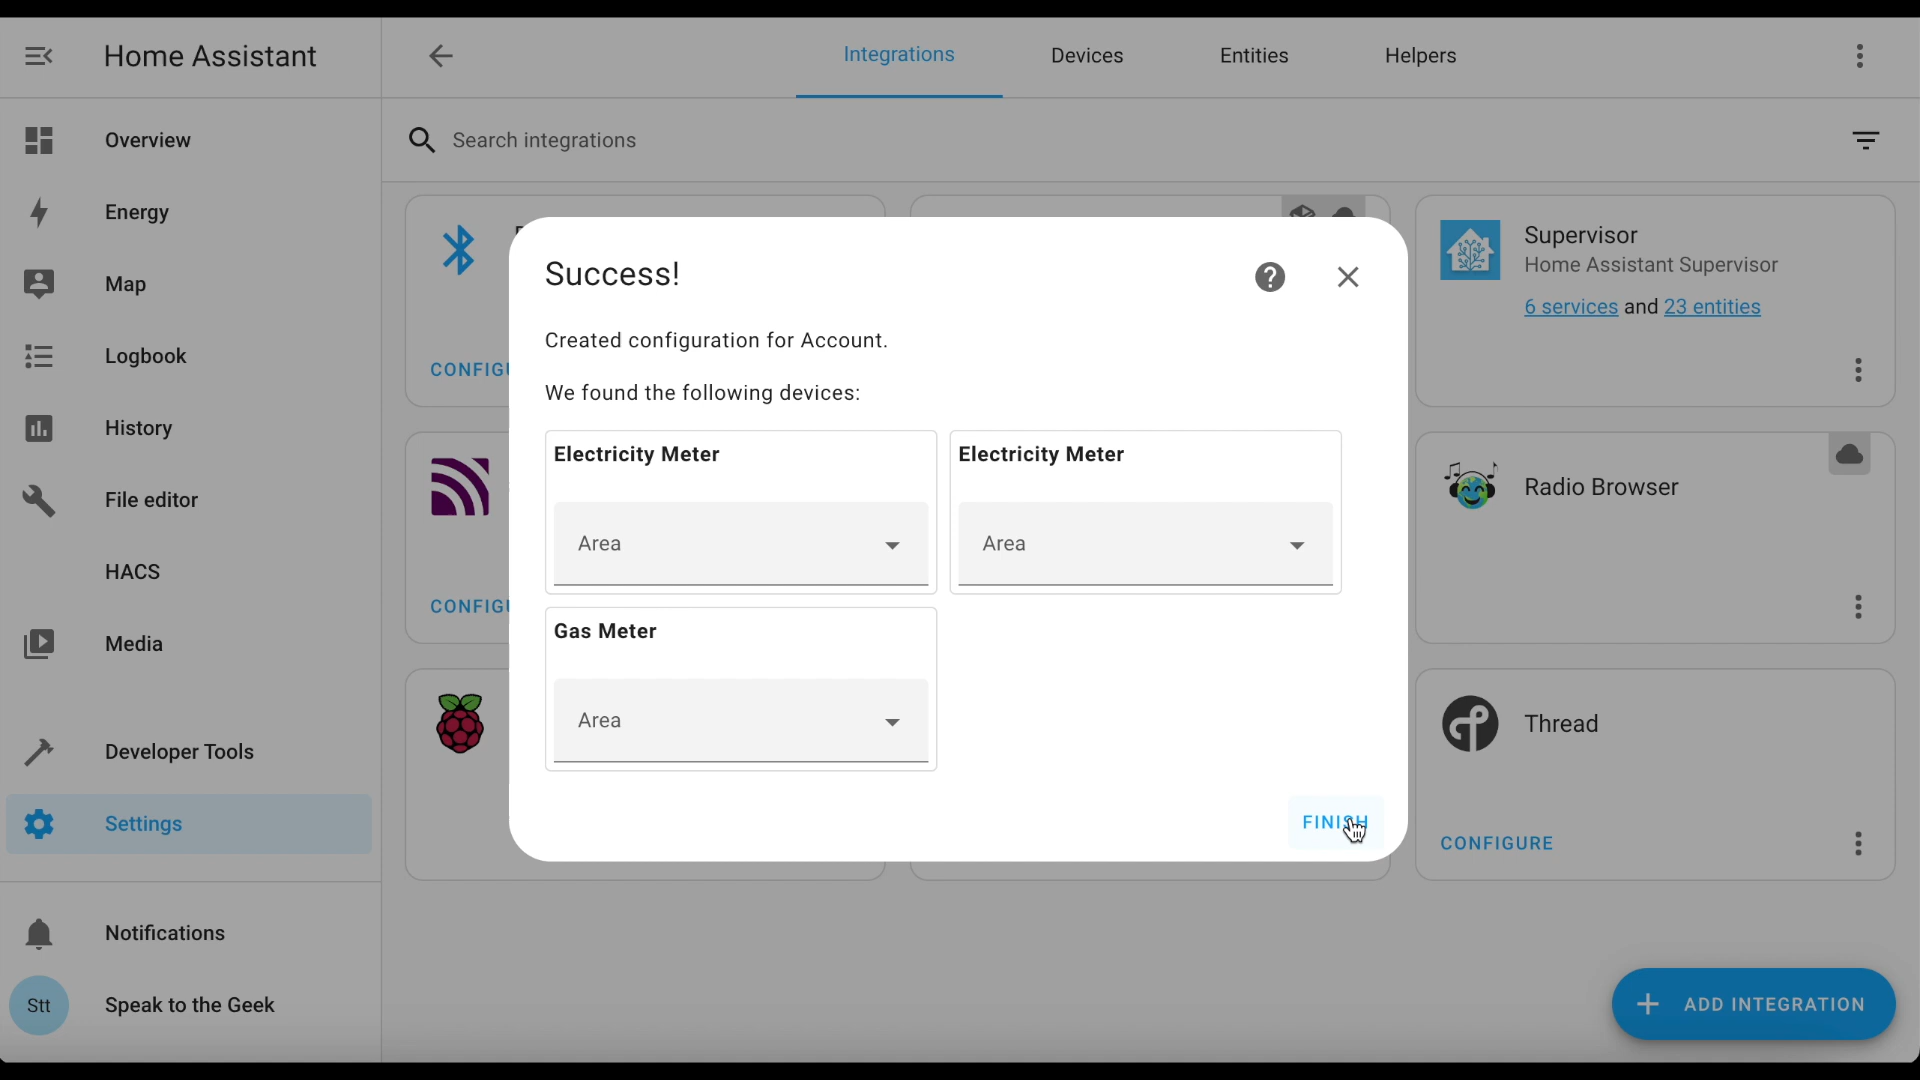 Home Assistant
Integrations
Devices
Entities
Helpers
Overview
Search integrations
Energy
Map
Logbook
History
File editor
HACS
Media
Developer Tools
Settings
Notifications
Stt
Speak to the Geek
Supervisor
Home Assistant Supervisor
6 services and 23 entities
Radio Browser
Thread
CONFIGURE
ADD INTEGRATION
Success!
Created configuration for Account.
We found the following devices:
Electricity Meter
Area
Electricity Meter
Area
Gas Meter
Area
FINISH